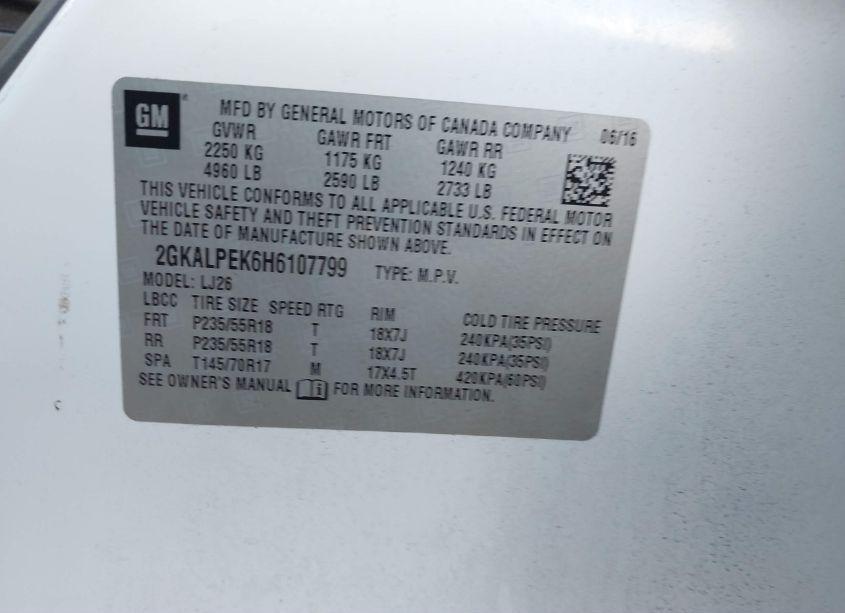 GM MFD BY GENERAL MOTORS OF CANADA COMPANY 06/16
GVWR GAWR FRT GAWR RR
2250 KG 1175 KG 1240 KG
4960 LB 2590 LB 2733 LB
THIS VEHICLE CONFORMS TO ALL APPLICABLE U.S. FEDERAL MOTOR
VEHICLE SAFETY AND THEFT PREVENTION STANDARDS IN EFFECT ON
THE DATE OF MANUFACTURE SHOWN ABOVE.
2GKALPEK6H6107799 TYPE: M.P.V.
MODEL: LJ26
LBCC TIRE SIZE SPEED RTG RIM COLD TIRE PRESSURE
FRT P235/55R18 T 18X7J 240KPA(35PSI)
RR P235/55R18 T 18X7J 240KPA(35PSI)
SPA T145/70R17 M 17X4.5T 420KPA(60PSI)
SEE OWNER'S MANUAL FOR MORE INFORMATION.